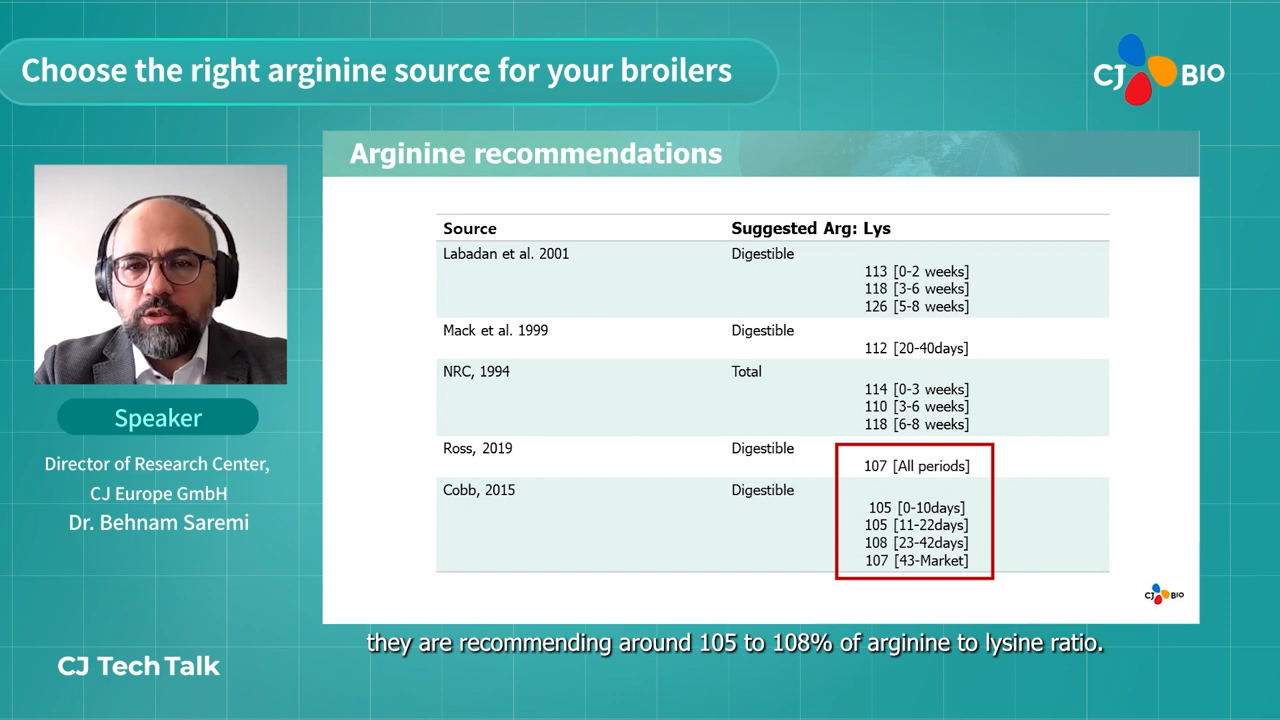 Choose the right arginine source for your broilers
CJ BIO
Arginine recommendations
Source Suggested Arg: Lys
Labadan et al. 2001 Digestible
113 [0-2 weeks]
118 [3-6 weeks]
126 [5-8 weeks]
Mack et al. 1999 Digestible
112 [20-40days]
NRC, 1994 Total
114 [0-3 weeks]
110 [3-6 weeks]
118 [6-8 weeks]
Ross, 2019 Digestible
107 [All periods]
Cobb, 2015 Digestible
105 [0-10days]
105 [11-22days]
108 [23-42days]
107 [43-Market]
CJ BIO
Speaker
Director of Research Center,
CJ Europe GmbH
Dr. Behnam Saremi
they are recommending around 105 to 108% of arginine to lysine ratio.
CJ Tech Talk